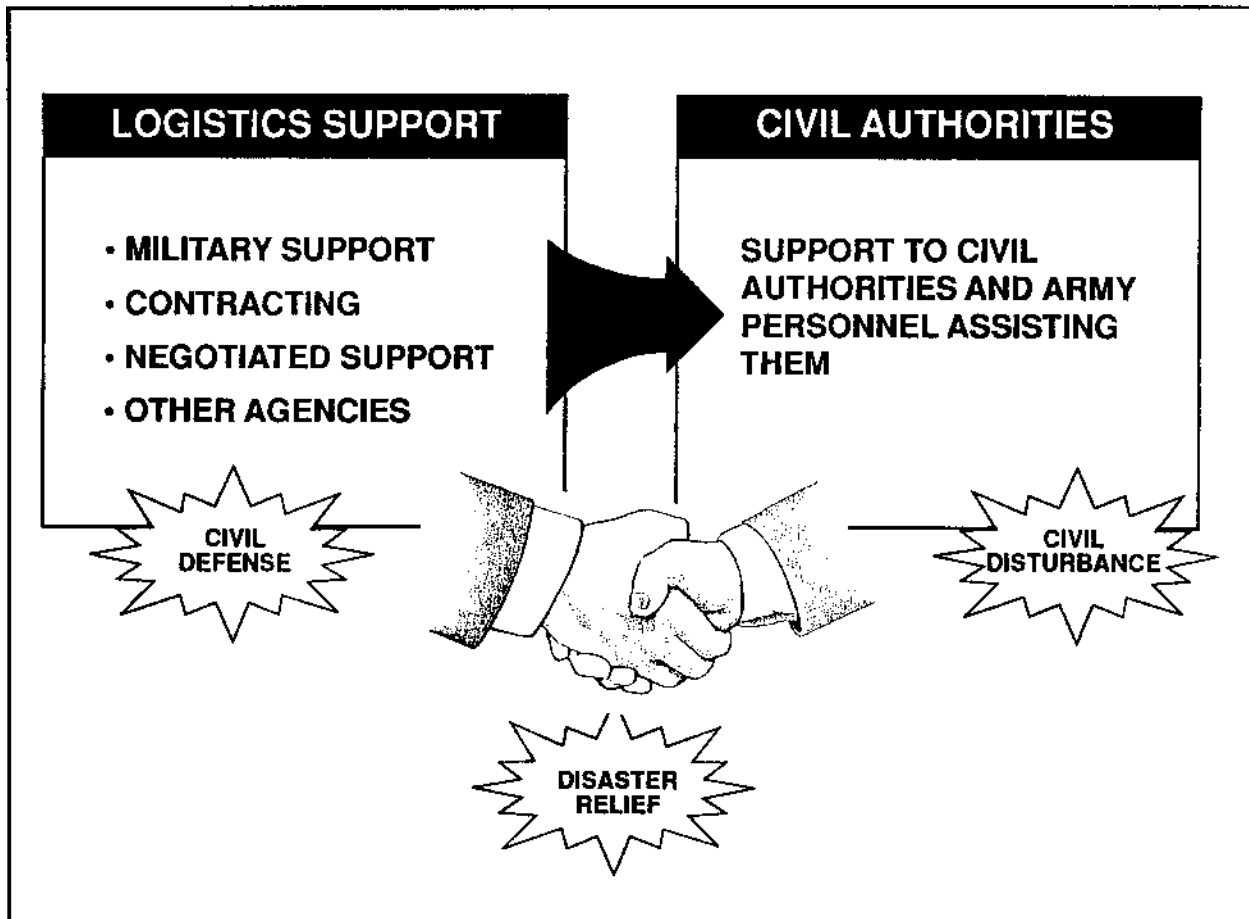 LOGISTICS SUPPORT
• MILITARY SUPPORT
• CONTRACTING
• NEGOTIATED SUPPORT
• OTHER AGENCIES
CIVIL AUTHORITIES
SUPPORT TO CIVIL
AUTHORITIES AND ARMY
PERSONNEL ASSISTING
THEM
CIVIL
DEFENSE
CIVIL
DISTURBANCE
DISASTER
RELIEF